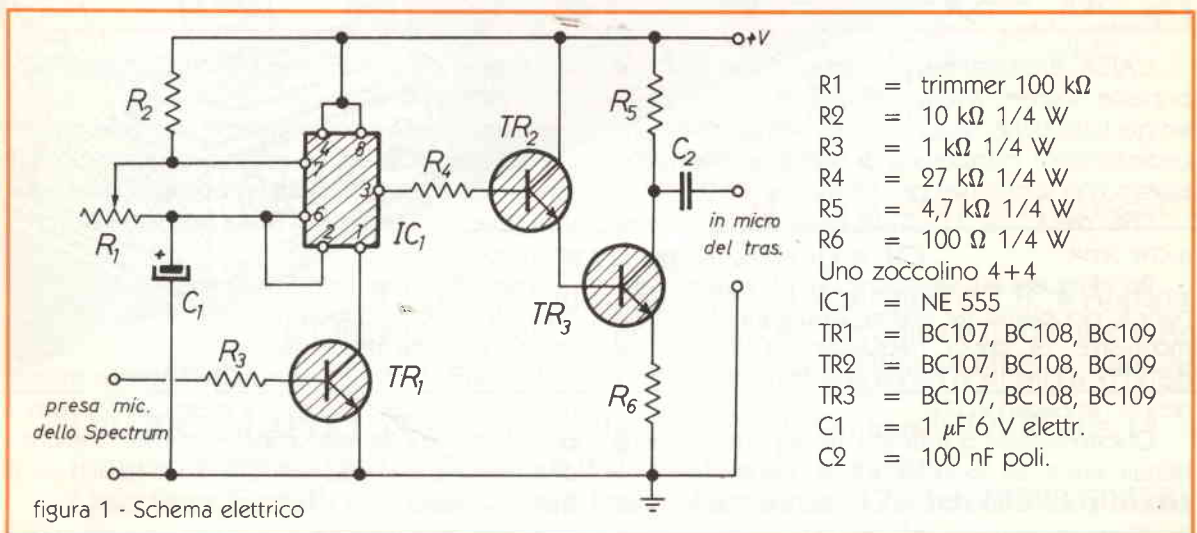 +V
R2
TR2
R5
C2
4
8
7
3
R4
6
2
1
IC1
R1
+
C1
in micro
del tras.
TR3
R3
TR1
R6
presa mic.
dello Spectrum
figura 1 - Schema elettrico
R1 = trimmer 100 kΩ
R2 = 10 kΩ 1/4 W
R3 = 1 kΩ 1/4 W
R4 = 27 kΩ 1/4 W
R5 = 4,7 kΩ 1/4 W
R6 = 100 Ω 1/4 W
Uno zoccolino 4+4
IC1 = NE 555
TR1 = BC107, BC108, BC109
TR2 = BC107, BC108, BC109
TR3 = BC107, BC108, BC109
C1 = 1 μF 6 V elettr.
C2 = 100 nF poli.